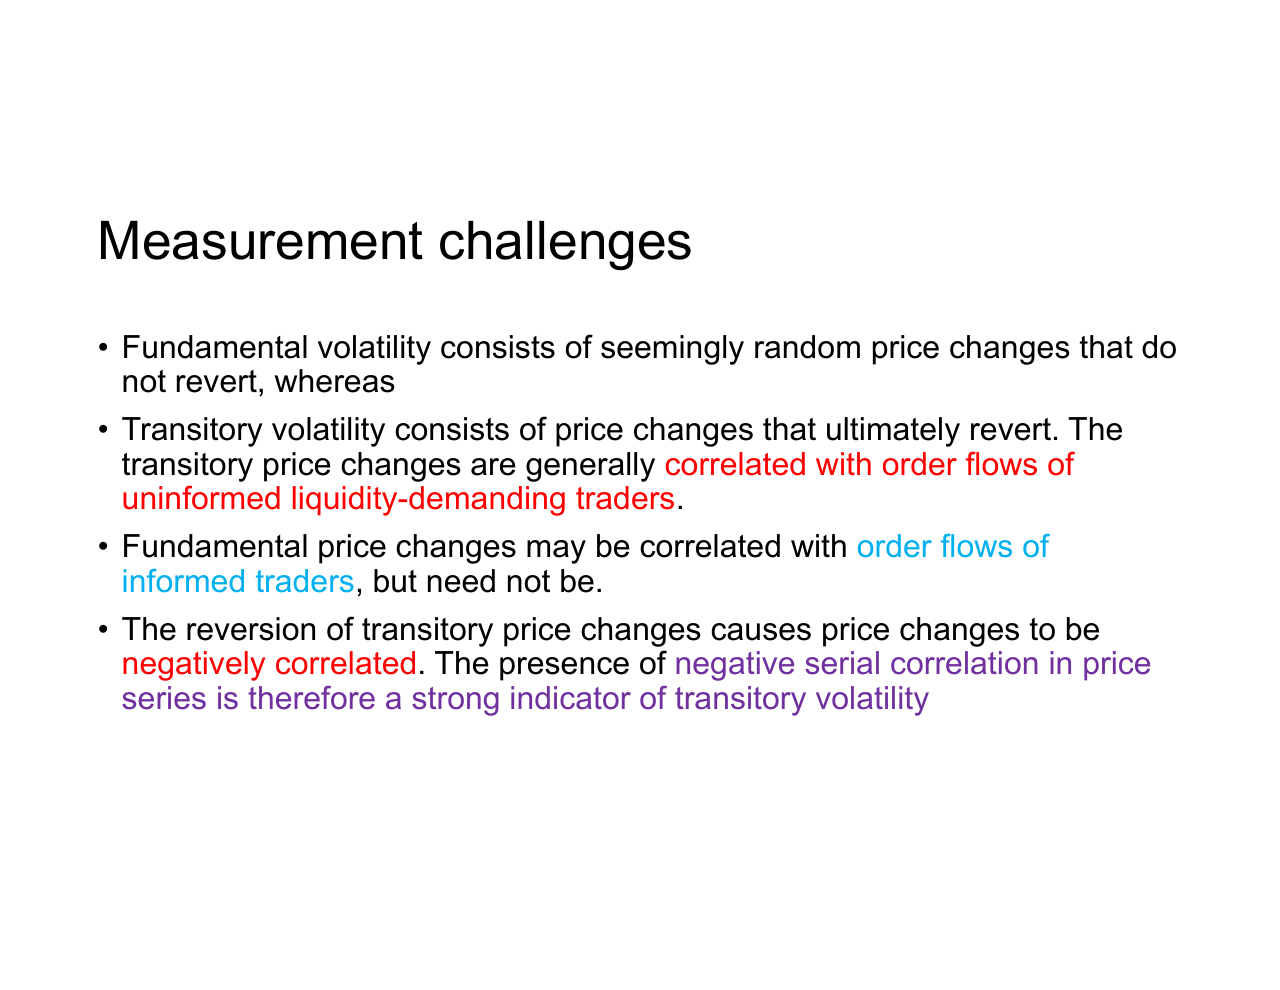 Measurement challenges
• Fundamental volatility consists of seemingly random price changes that do
not revert, whereas
• Transitory volatility consists of price changes that ultimately revert. The
transitory price changes are generally correlated with order flows of
uninformed liquidity-demanding traders.
• Fundamental price changes may be correlated with order flows of
informed traders, but need not be.
• The reversion of transitory price changes causes price changes to be
negatively correlated. The presence of negative serial correlation in price
series is therefore a strong indicator of transitory volatility